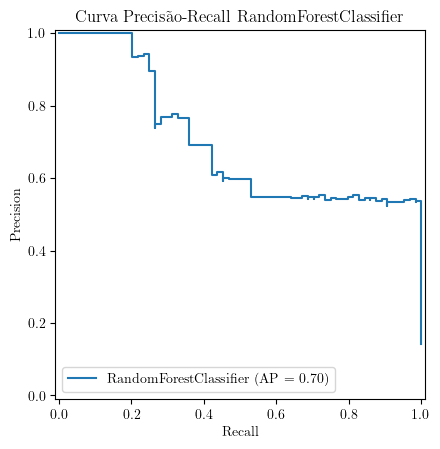 Curva Precisão-Recall RandomForestClassifier
1.0
0.8
0.6
0.4
0.2
0.0
Precision
RandomForestClassifier (AP = 0.70)
0.0 0.2 0.4 0.6 0.8 1.0
Recall